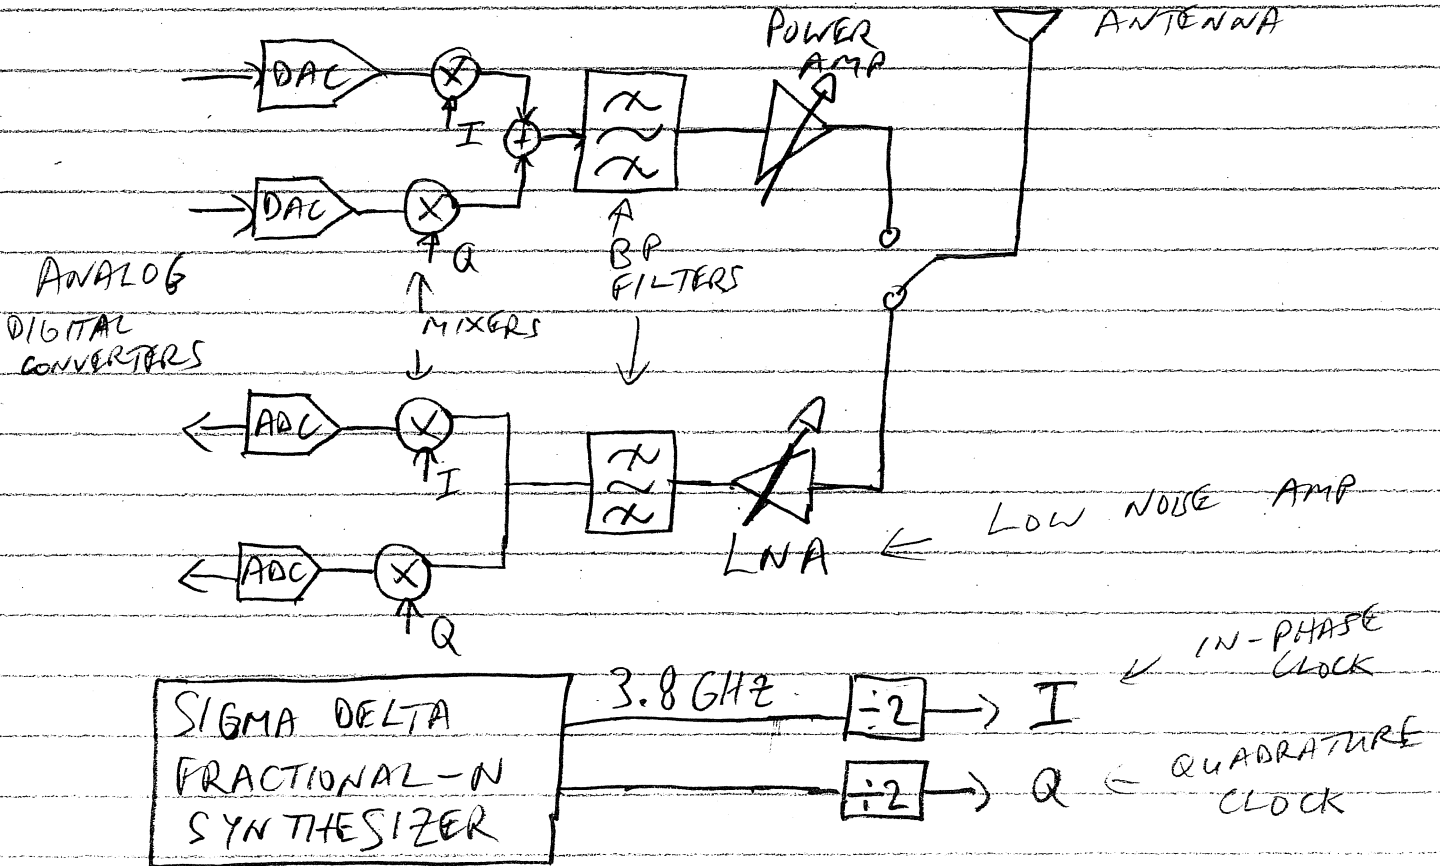 POWER
AMP
ANTENNA
DAC
X
I
+
DAC
X
Q
BP
FILTERS
ANALOG
DIGITAL
CONVERTERS
MIXERS
ADC
X
I
LOW NOISE AMP
LNA
ADC
X
Q
IN-PHASE
CLOCK
SIGMA DELTA
FRACTIONAL-N
SYNTHESIZER
3.8 GHZ
÷2
I
÷2
Q
QUADRATURE
CLOCK